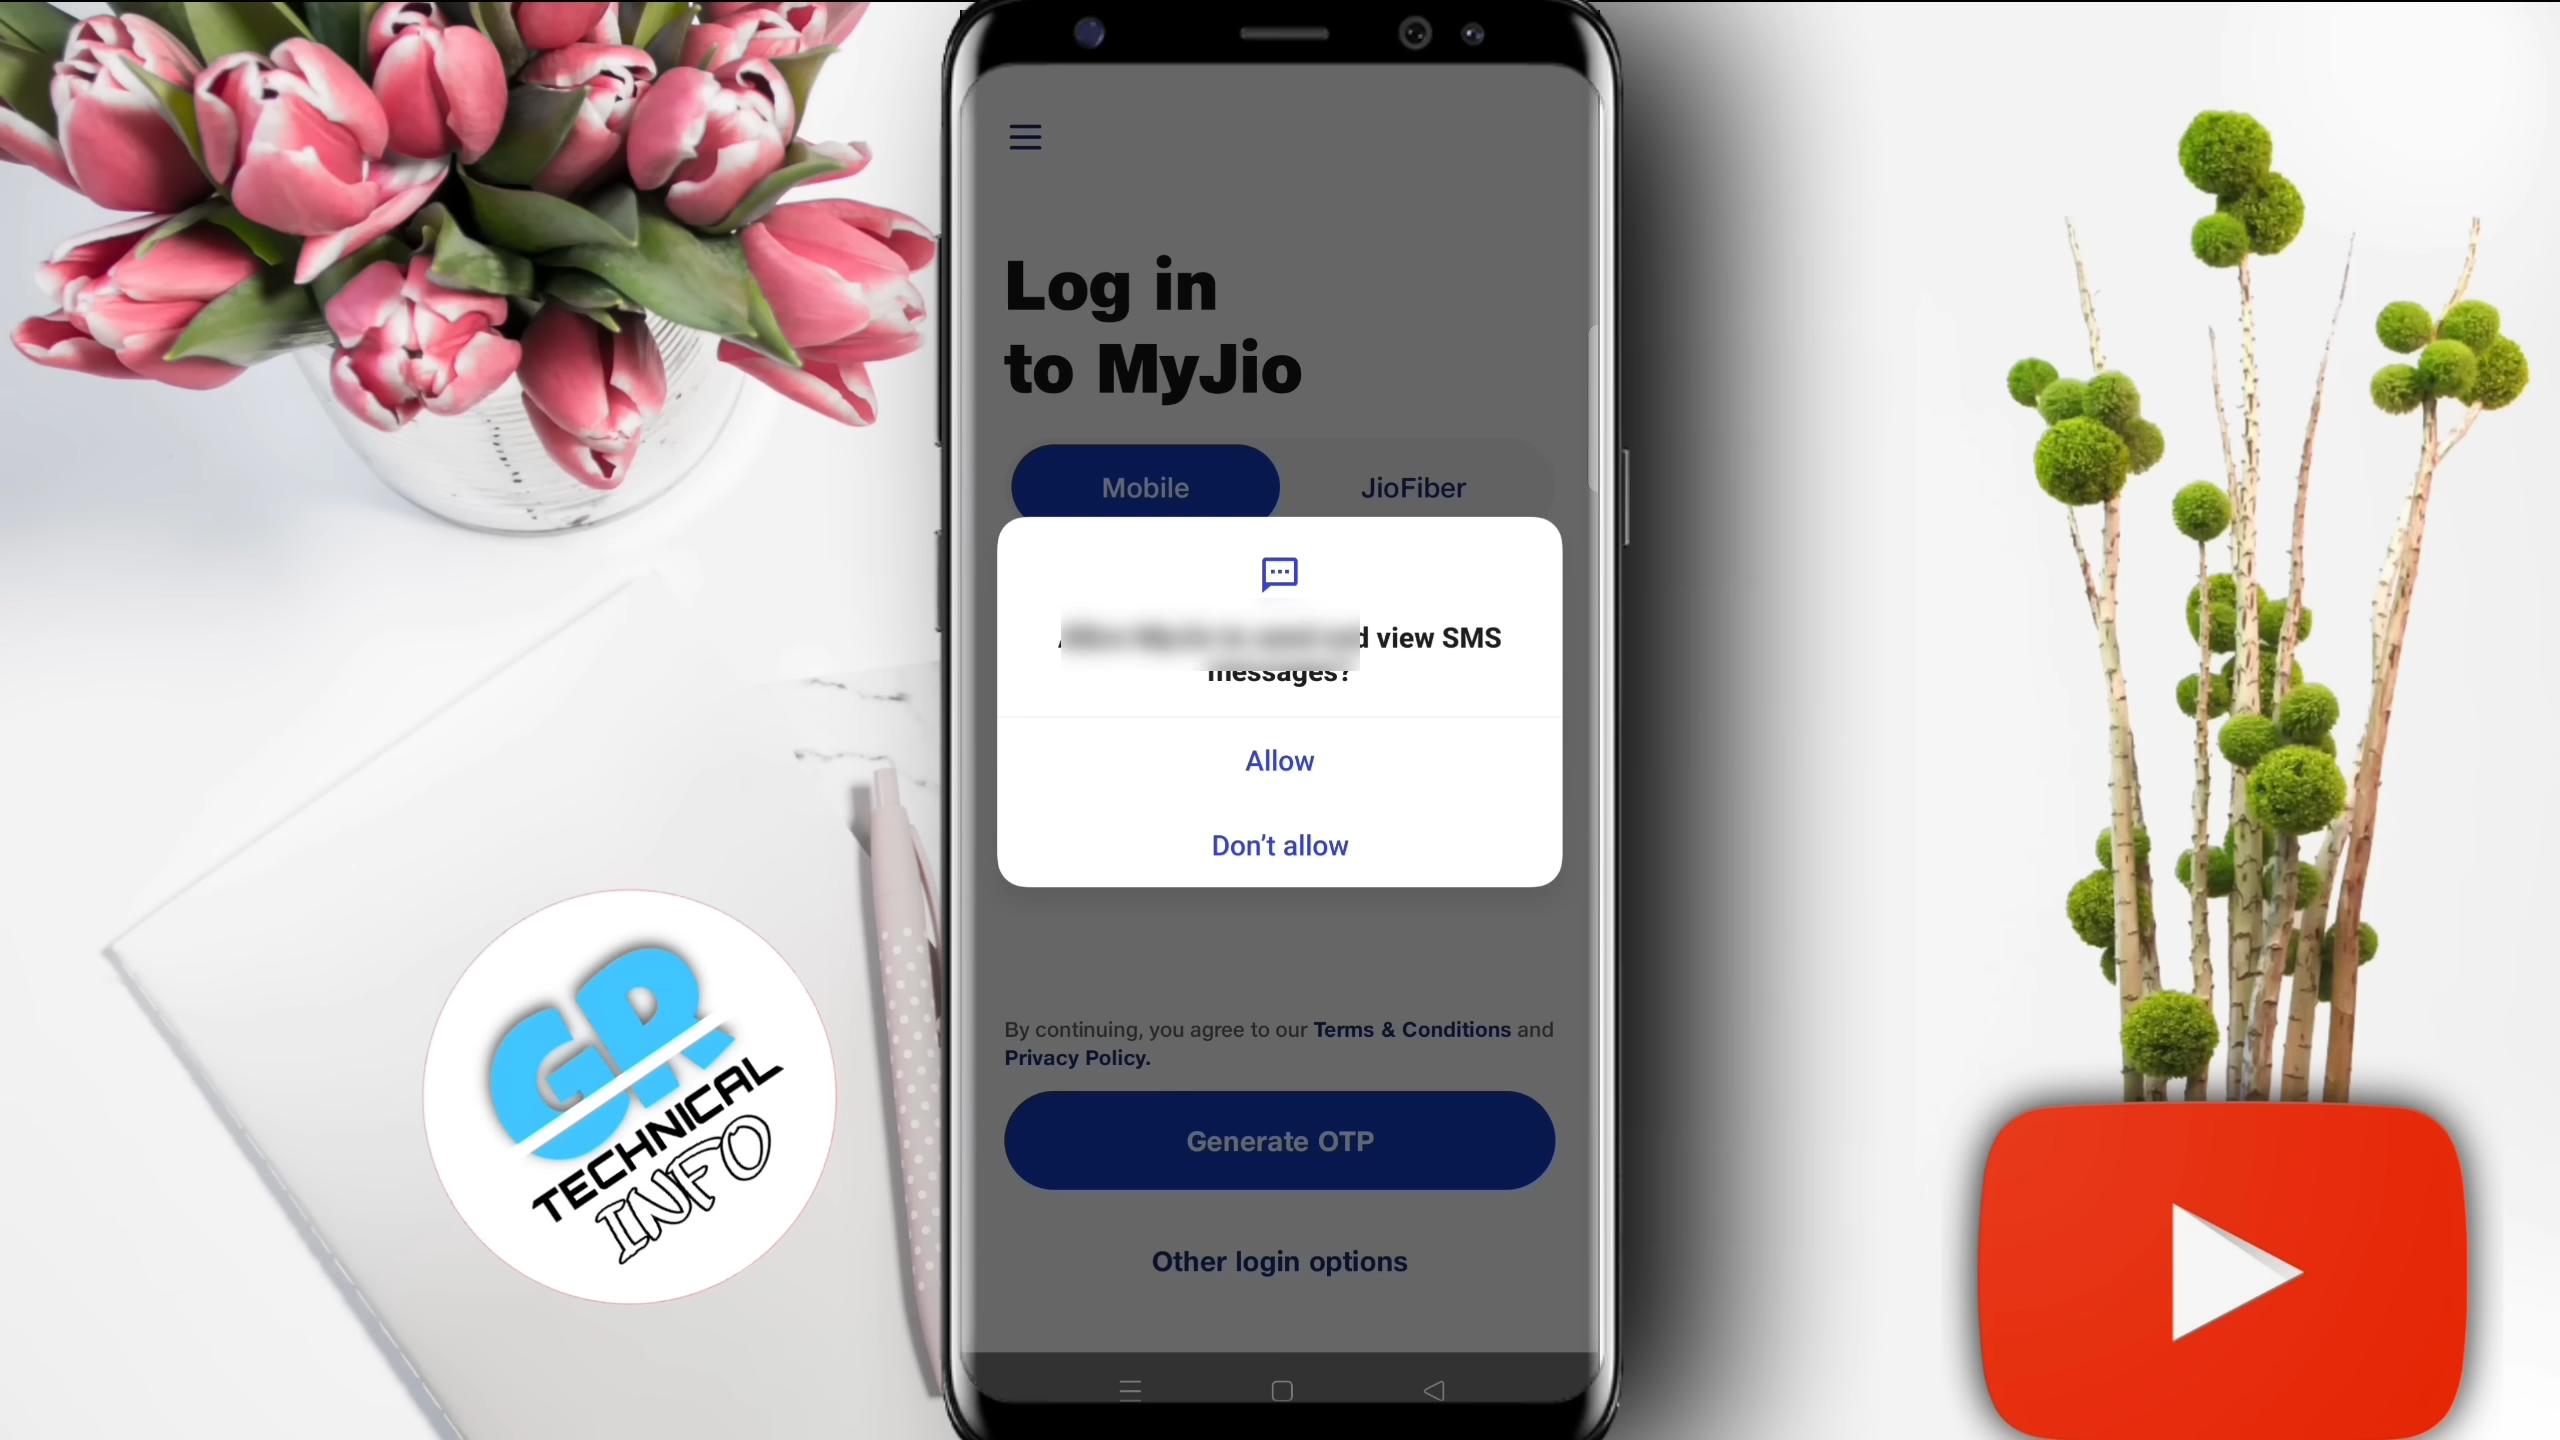 Log in
to MyJio
Mobile
JioFiber
view SMS
messages?
Allow
Don't allow
By continuing, you agree to our Terms & Conditions and
Privacy Policy.
Generate OTP
Other login options
GR
TECHNICAL
INFO